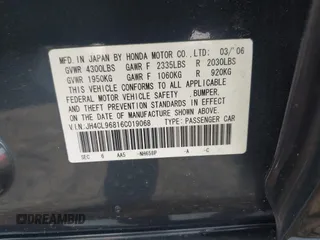 MFD. IN JAPAN BY HONDA MOTOR CO., LTD. 03/06
GVWR 4300LBS GAWR F 2335LBS R 2030LBS
GVWR 1950KG GAWR F 1060KG R 920KG
THIS VEHICLE CONFORMS TO ALL APPLICABLE
FEDERAL MOTOR VEHICLE SAFETY, BUMPER,
AND THEFT PREVENTION STANDARDS IN EFFECT ON
THE DATE OF MANUFACTURE SHOWN ABOVE.
V.I.N. JH4CL96816C019068 TYPE: PASSENGER CAR
AA5 A C
DREAMBID